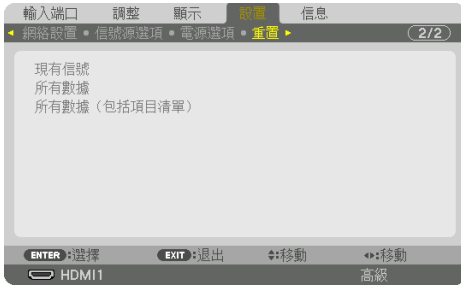 輸入端口 調整 顯示 設置 信息
網絡設置 • 信號源選項 • 電源選項 • 重置 2/2
現有信號
所有數據
所有數據（包括項目清單）
ENTER:選擇 EXIT:退出 :移動 :移動
HDMI1 高級